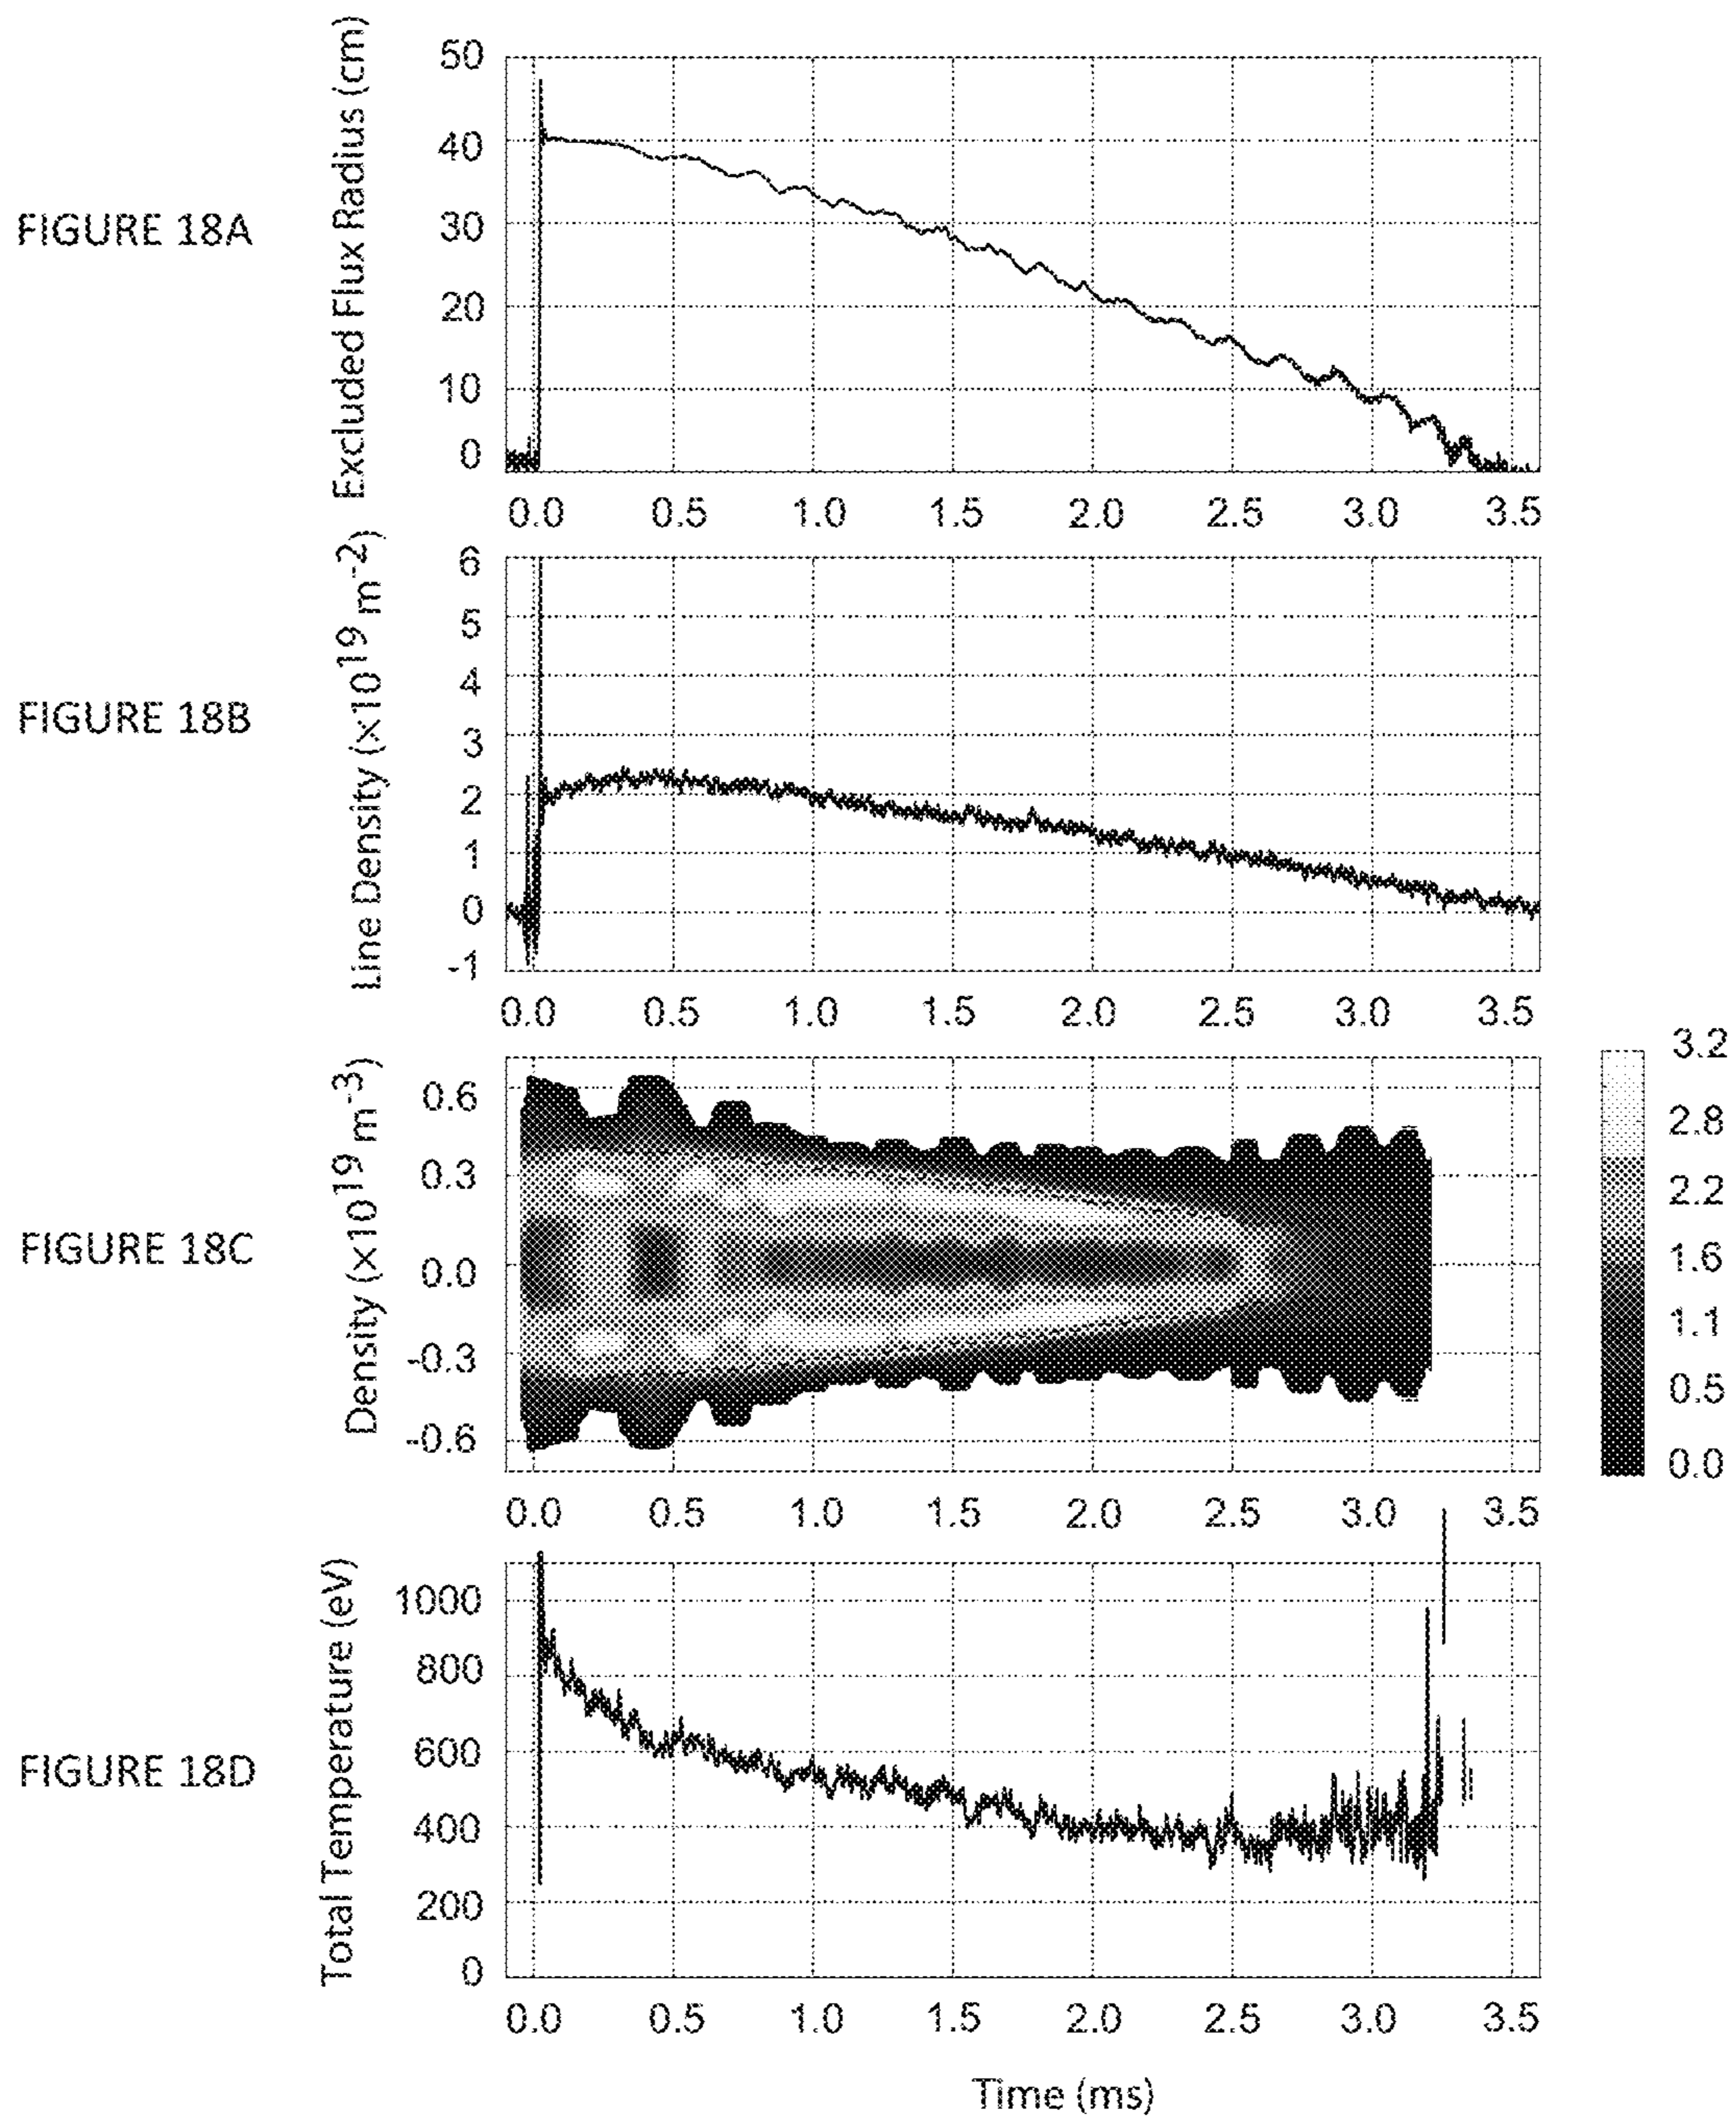 FIGURE 18A
Excluded Flux Radius (cm)
50
40
30
20
10
0
0.0 0.5 1.0 1.5 2.0 2.5 3.0 3.5
FIGURE 18B
Line Density (×10¹⁹ m⁻²)
6
5
4
3
2
1
0
-1
0.0 0.5 1.0 1.5 2.0 2.5 3.0 3.5
FIGURE 18C
Density (×10¹⁹ m⁻³)
0.6
0.3
0.0
-0.3
-0.6
0.0 0.5 1.0 1.5 2.0 2.5 3.0 3.5
3.2
2.8
2.2
1.6
1.1
0.5
0.0
FIGURE 18D
Total Temperature (eV)
1000
800
600
400
200
0
0.0 0.5 1.0 1.5 2.0 2.5 3.0 3.5
Time (ms)